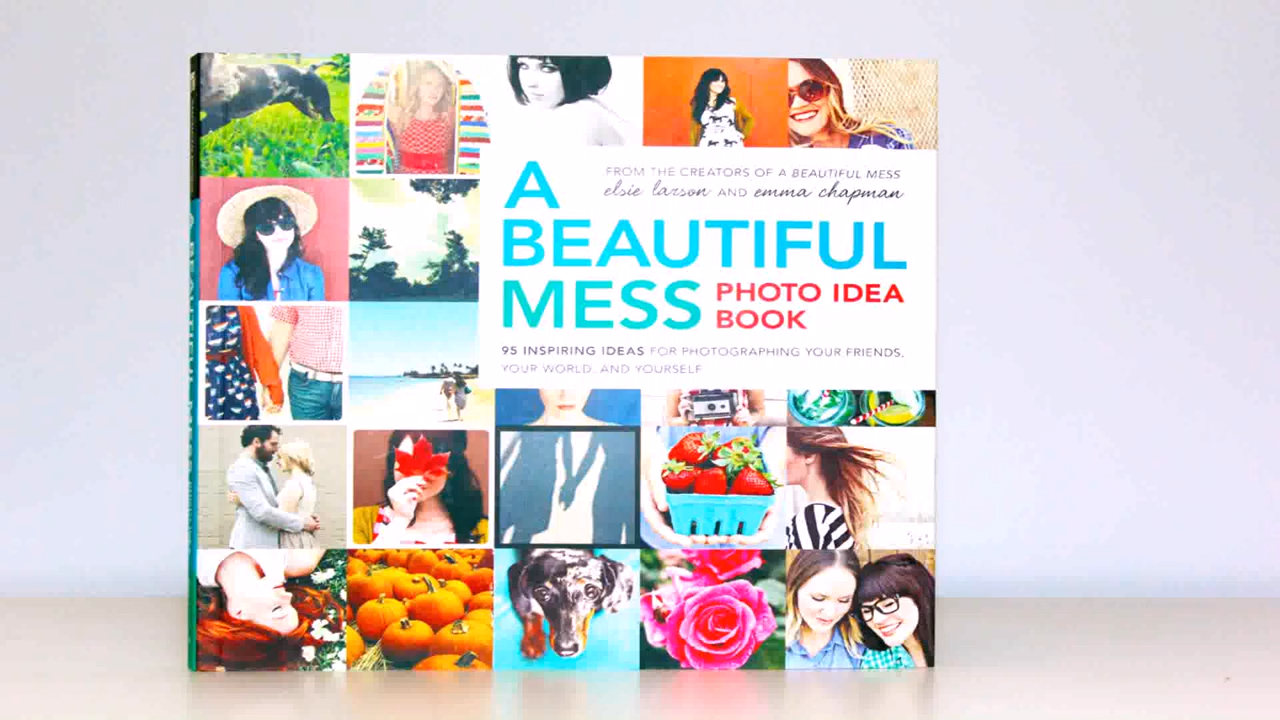 FROM THE CREATORS OF A BEAUTIFUL MESS
elsie larson AND emma chapman
A
BEAUTIFUL
MESS
PHOTO IDEA
BOOK
95 INSPIRING IDEAS FOR PHOTOGRAPHING YOUR FRIENDS,
YOUR WORLD, AND YOURSELF